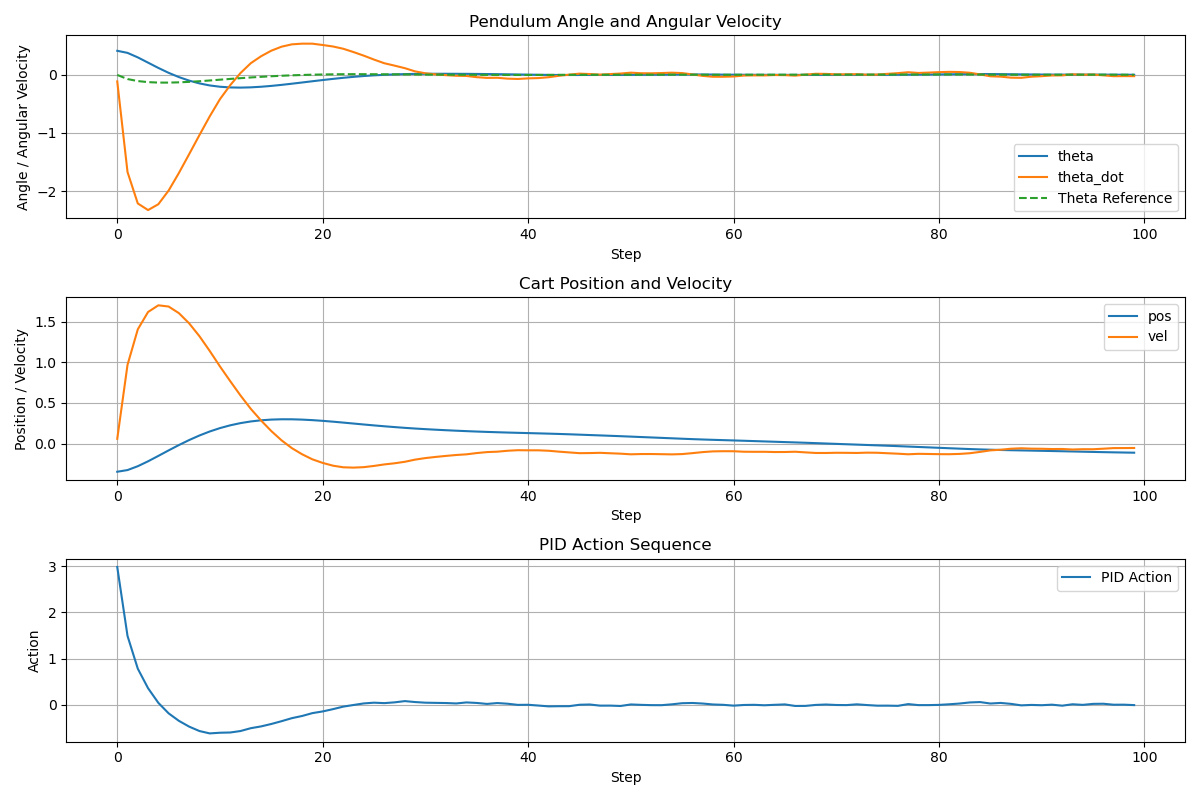 Pendulum Angle and Angular Velocity
Angle / Angular Velocity
0
−1
−2
theta
theta_dot
Theta Reference
0 20 40 60 80 100
Step
Cart Position and Velocity
Position / Velocity
1.5
1.0
0.5
0.0
pos
vel
0 20 40 60 80 100
Step
PID Action Sequence
Action
3
2
1
0
PID Action
0 20 40 60 80 100
Step